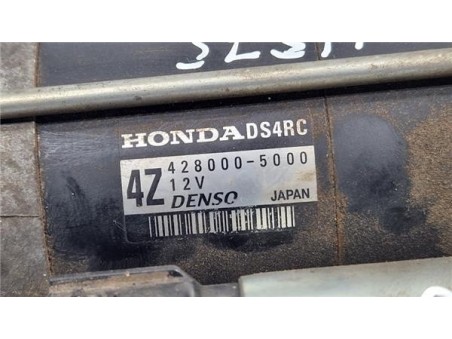 HONDA DS4RC
4Z 428000-5000
12V
DENSO JAPAN